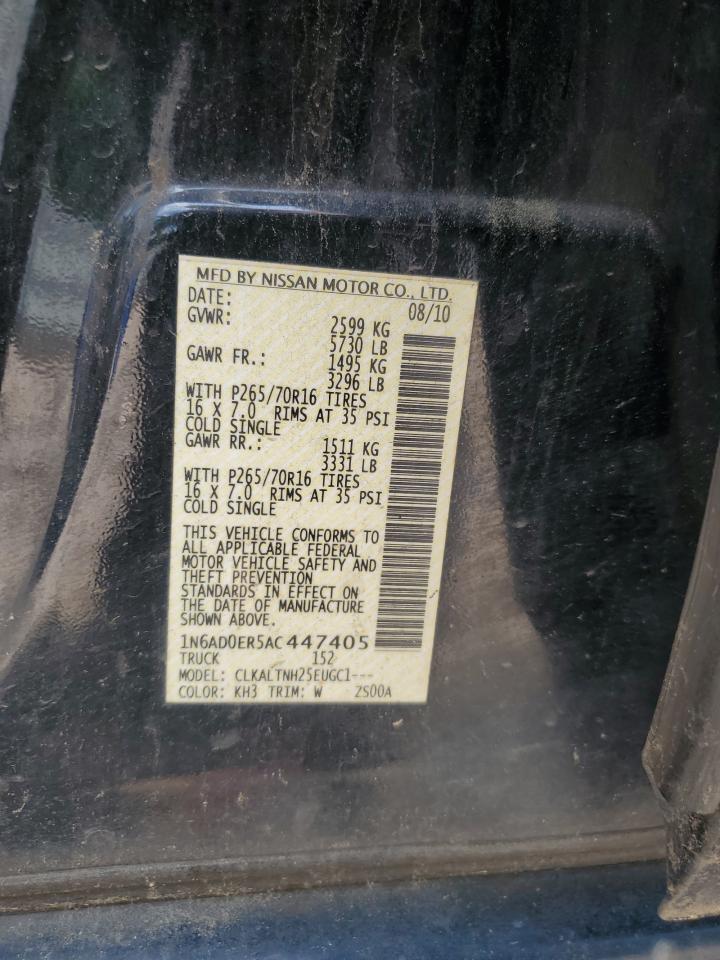 MFD BY NISSAN MOTOR CO., LTD.
DATE: 08/10
GVWR: 2599 KG
5730 LB
GAWR FR.: 1495 KG
3296 LB
WITH P265/70R16 TIRES
16 X 7.0 RIMS AT 35 PSI
COLD SINGLE
GAWR RR.: 1511 KG
3331 LB
WITH P265/70R16 TIRES
16 X 7.0 RIMS AT 35 PSI
COLD SINGLE
THIS VEHICLE CONFORMS TO
ALL APPLICABLE FEDERAL
MOTOR VEHICLE SAFETY AND
THEFT PREVENTION
STANDARDS IN EFFECT ON
THE DATE OF MANUFACTURE
SHOWN ABOVE.
1N6AD0ER5AC447405
TRUCK 152
MODEL: CLKALTNH25EUGC1---
COLOR: KH3 TRIM: W ZS00A